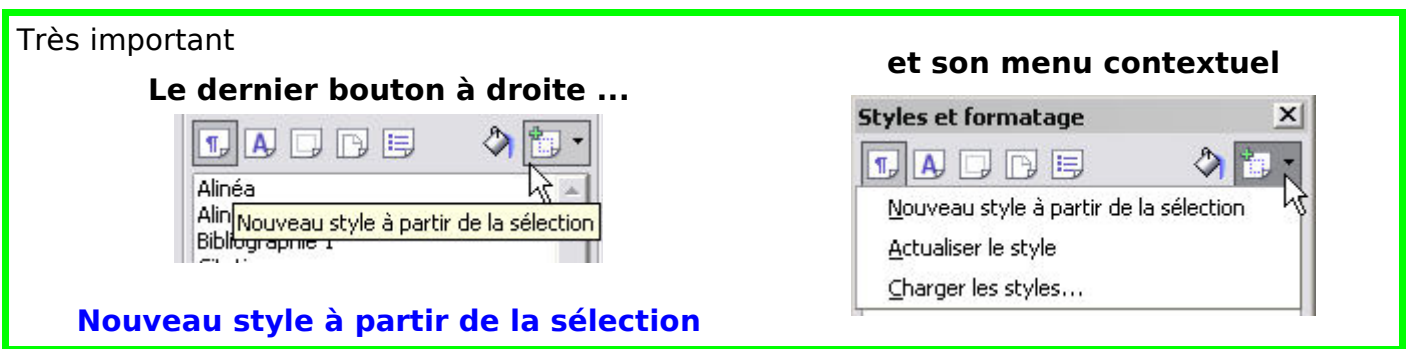 Très important
Le dernier bouton à droite ...
Alinéa
Alin
Nouveau style à partir de la sélection
Nouveau style à partir de la sélection
et son menu contextuel
Styles et formatage
Nouveau style à partir de la sélection
Actualiser le style
Charger les styles...